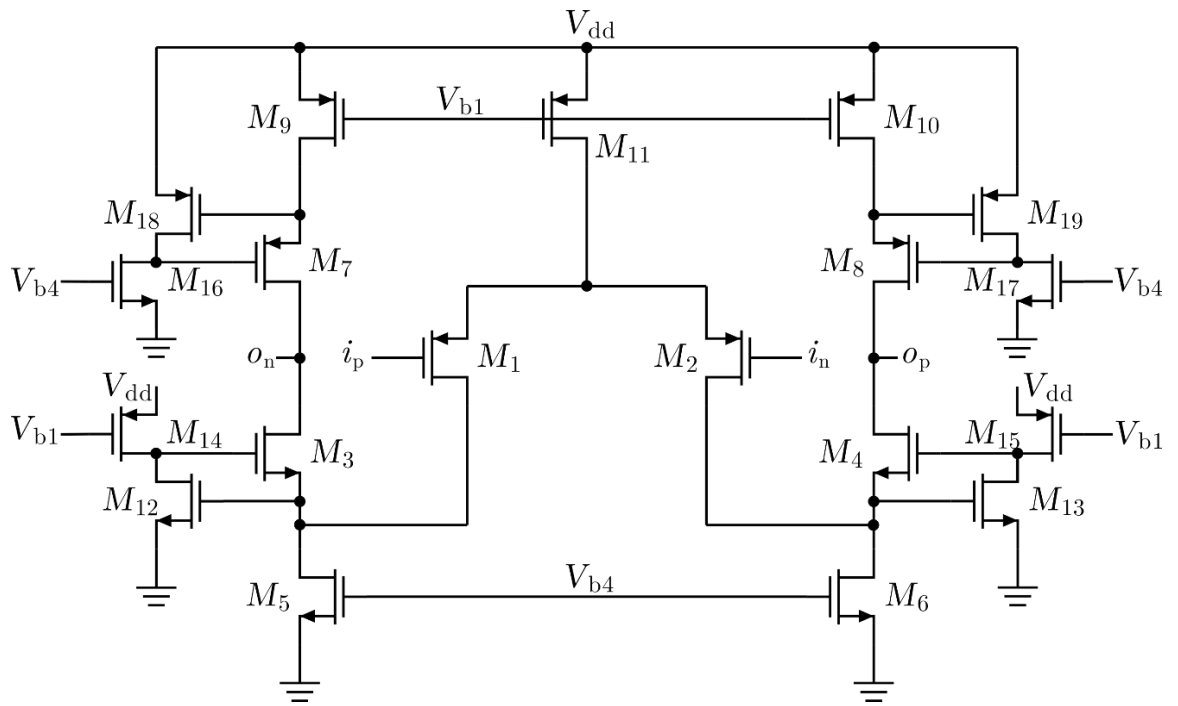 V_dd
M_9 V_b1 M_10
M_11
M_18 M_19
M_7 M_8
V_b4 M_16 M_17 V_b4
o_n i_p M_1 M_2 i_n o_p
V_dd V_dd
V_b1 M_14 M_15 V_b1
M_3 M_4
M_12 M_13
V_b4
M_5 M_6